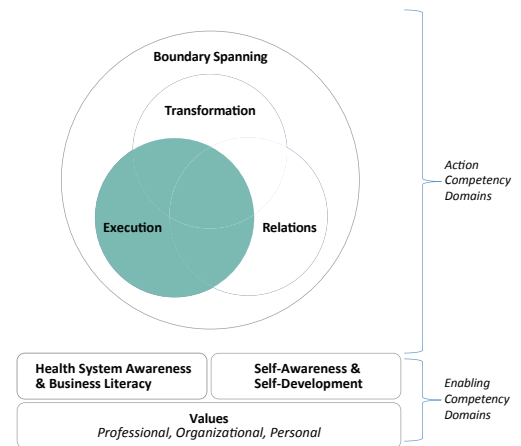 Boundary Spanning
Transformation
Action
Competency
Domains
Execution
Relations
Health System Awareness
& Business Literacy
Self-Awareness &
Self-Development
Enabling
Competency
Domains
Values
Professional, Organizational, Personal